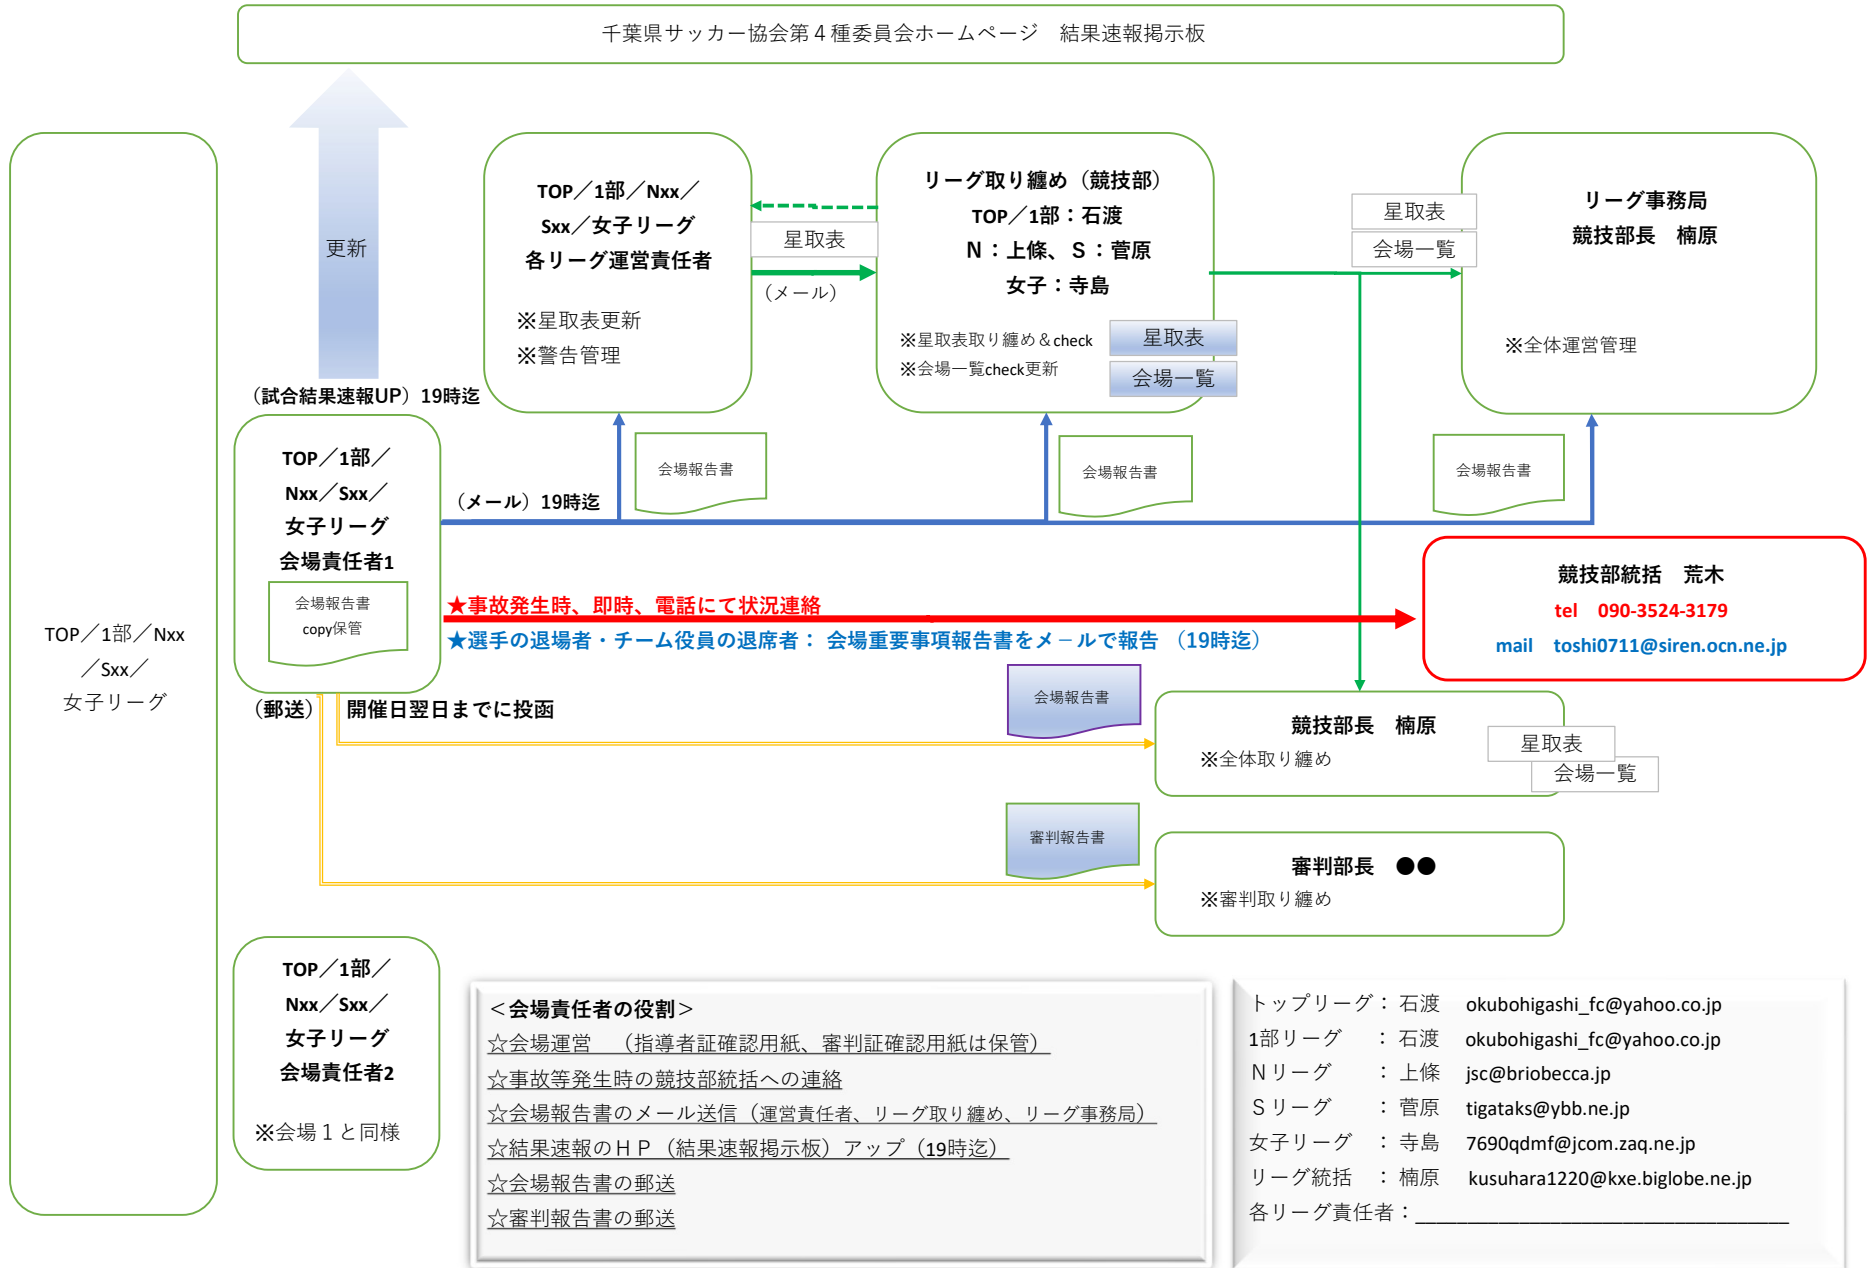 千葉県サッカー協会第４種委員会ホームページ　結果速報掲示板
更新
(試合結果速報UP）19時迄
TOP／1部／Nxx
／Sxx／
女子リーグ
TOP／1部／Nxx／
Sxx／女子リーグ
各リーグ運営責任者
※星取表更新
※警告管理
星取表
（メール）
リーグ取り纏め（競技部）
TOP／1部：石渡
N：上條、S：菅原
女子：寺島
※星取表取り纏め＆check
※会場一覧check更新
星取表
会場一覧
星取表
会場一覧
リーグ事務局
競技部長　楠原
※全体運営管理
TOP／1部／
Nxx／Sxx／
女子リーグ
会場責任者1
会場報告書
copy保管
（メール）19時迄
会場報告書
会場報告書
会場報告書
★事故発生時、即時、電話にて状況連絡
★選手の退場者・チーム役員の退席者： 会場重要事項報告書をメールで報告 （19時迄）
競技部統括　荒木
tel　090-3524-3179
mail　toshi0711@siren.ocn.ne.jp
(郵送)　開催日翌日までに投函
会場報告書
競技部長　楠原
※全体取り纏め
星取表
会場一覧
審判報告書
審判部長　●●
※審判取り纏め
TOP／1部／
Nxx／Sxx／
女子リーグ
会場責任者2
※会場１と同様
＜会場責任者の役割＞
☆会場運営　（指導者証確認用紙、審判証確認用紙は保管）
☆事故等発生時の競技部統括への連絡
☆会場報告書のメール送信（運営責任者、リーグ取り纏め、リーグ事務局）
☆結果速報のＨＰ（結果速報掲示板）アップ（19時迄）
☆会場報告書の郵送
☆審判報告書の郵送
トップリーグ： 石渡　okubohigashi_fc@yahoo.co.jp
1部リーグ　： 石渡　okubohigashi_fc@yahoo.co.jp
Ｎリーグ　： 上條　jsc@briobecca.jp
Ｓリーグ　： 菅原　tigataks@ybb.ne.jp
女子リーグ　： 寺島　7690qdmf@jcom.zaq.ne.jp
リーグ統括　： 楠原　kusuhara1220@kxe.biglobe.ne.jp
各リーグ責任者：____________________________________